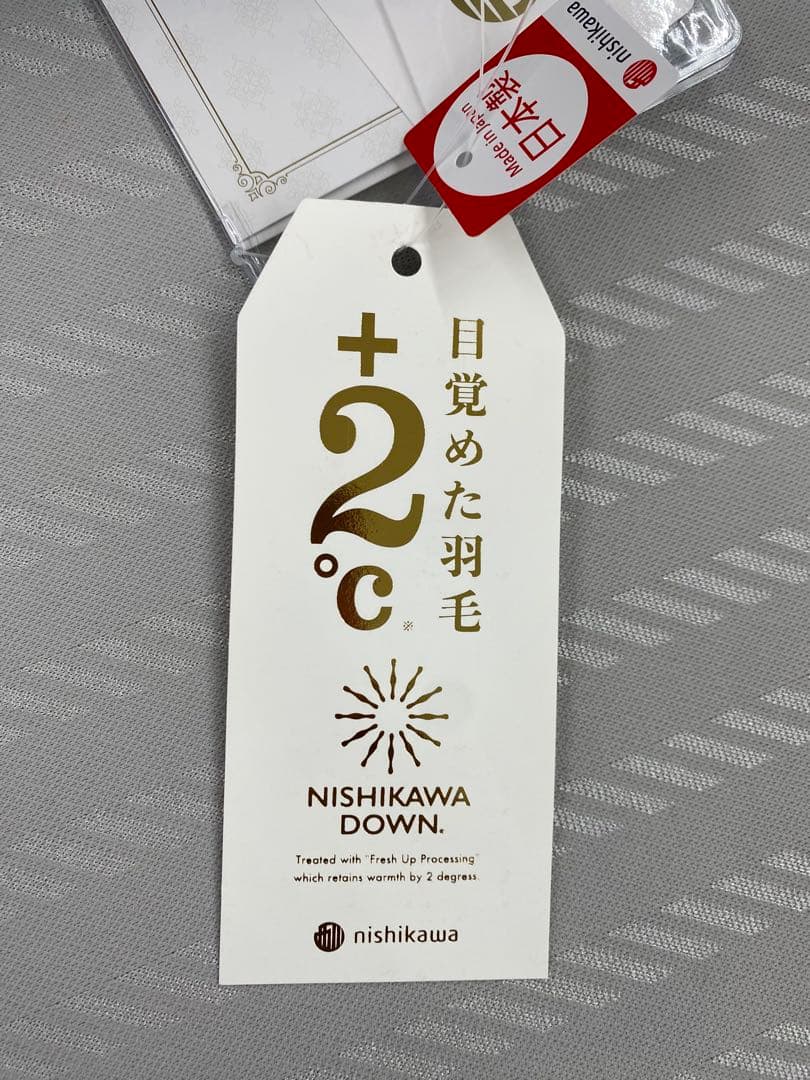 nishikawa
日本製
Made in Japan
目覚めた羽毛
+2℃※
NISHIKAWA
DOWN®
Treated with "Fresh Up Processing"
which retains warmth by 2 degress.
nishikawa